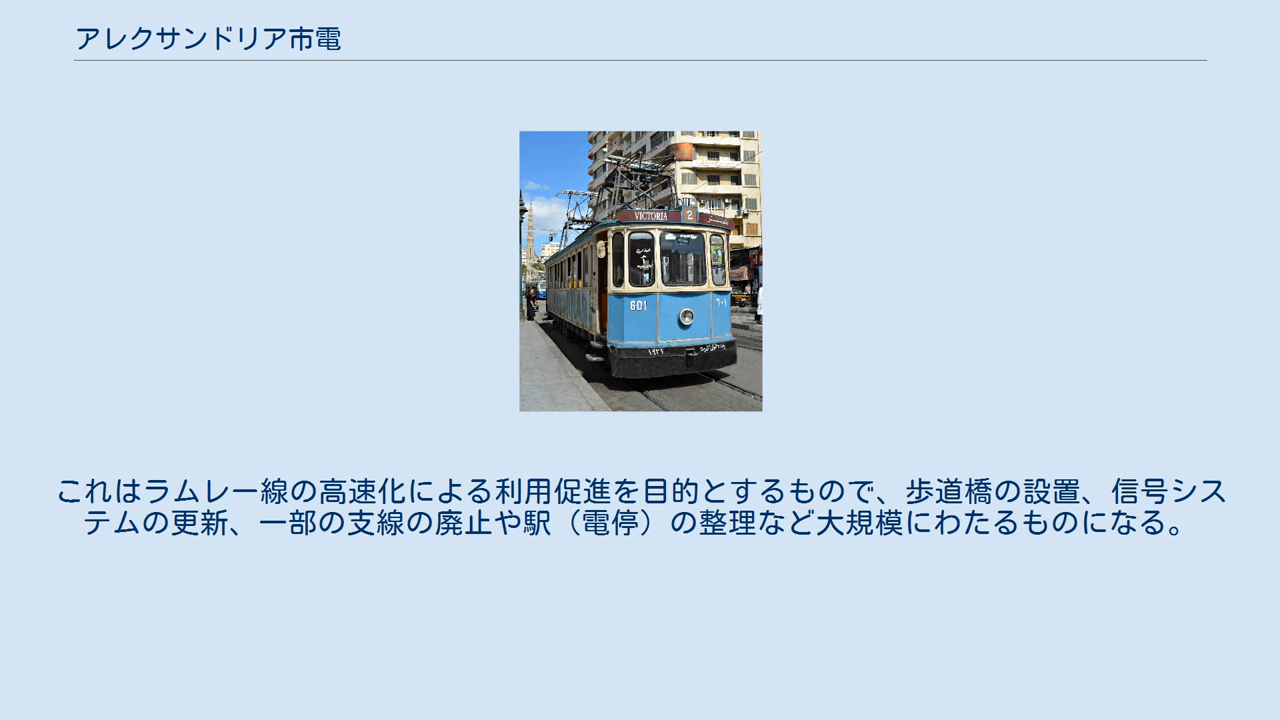 アレクサンドリア市電
VICTORIA 2
601 ٦٠١
١٩٢٦
これはラムレー線の高速化による利用促進を目的とするもので、歩道橋の設置、信号シス
テムの更新、一部の支線の廃止や駅（電停）の整理など大規模にわたるものになる。